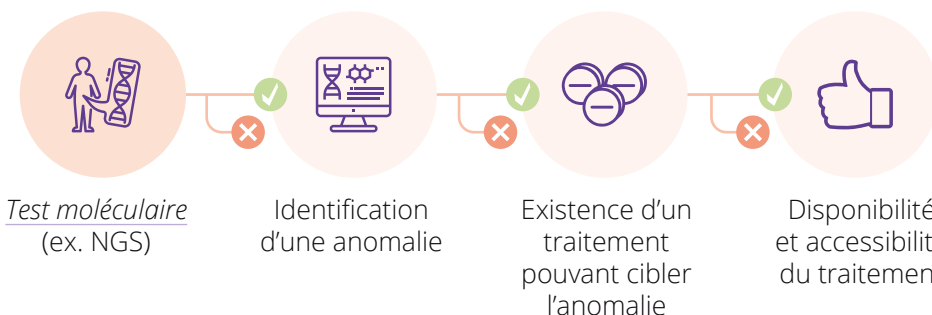 Test moléculaire
(ex. NGS)
Identification
d'une anomalie
Existence d'un
traitement
pouvant cibler
l'anomalie
Disponibilité
et accessibilit
du traitemen